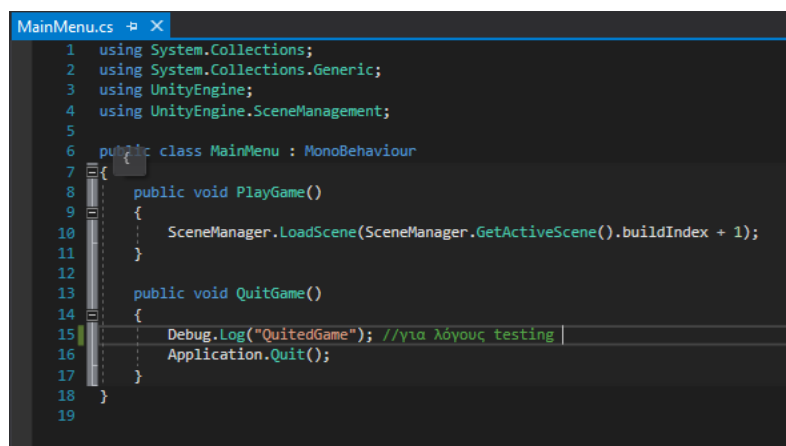 MainMenu.cs
1 using System.Collections;
2 using System.Collections.Generic;
3 using UnityEngine;
4 using UnityEngine.SceneManagement;
5
6 public class MainMenu : MonoBehaviour
{
7 {
8 public void PlayGame()
9 {
10 SceneManager.LoadScene(SceneManager.GetActiveScene().buildIndex + 1);
11 }
12
13 public void QuitGame()
14 {
15 Debug.Log("QuitedGame"); //για λόγους testing
16 Application.Quit();
17 }
18 }
19